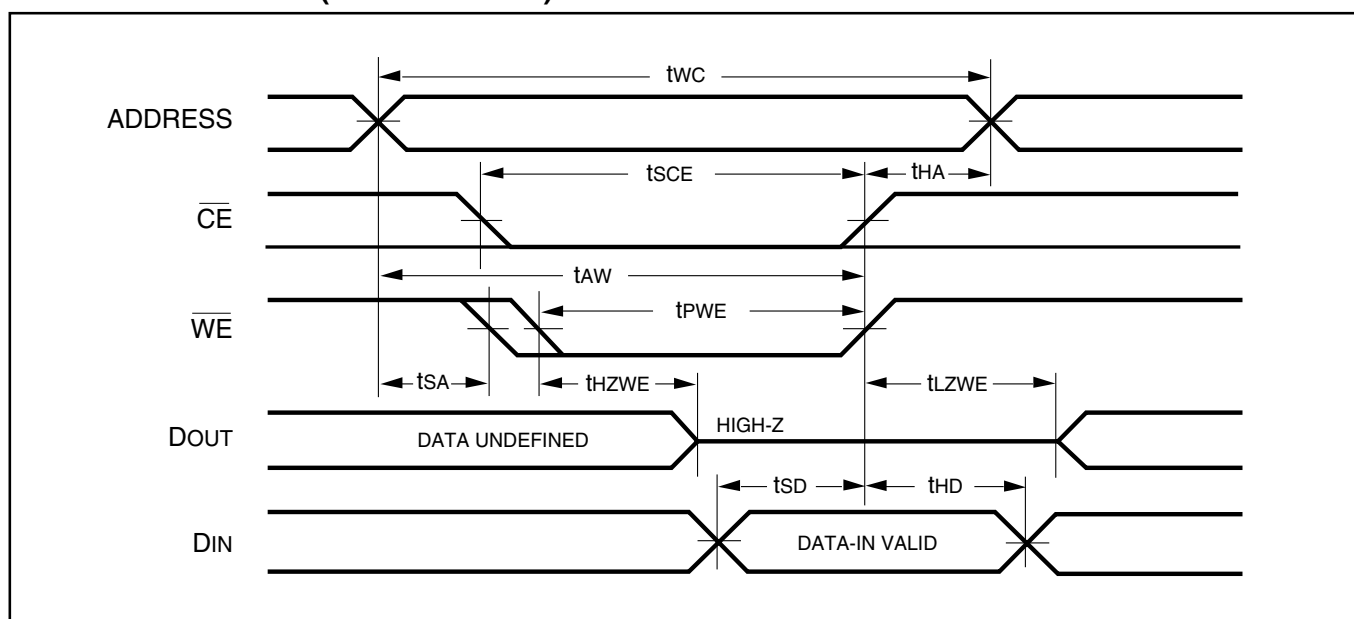 tWC
ADDRESS
tSCE
tHA
CE
tAW
WE
tPWE
tSA
tHZWE
tLZWE
DOUT
DATA UNDEFINED
HIGH-Z
tSD
tHD
DIN
DATA-IN VALID